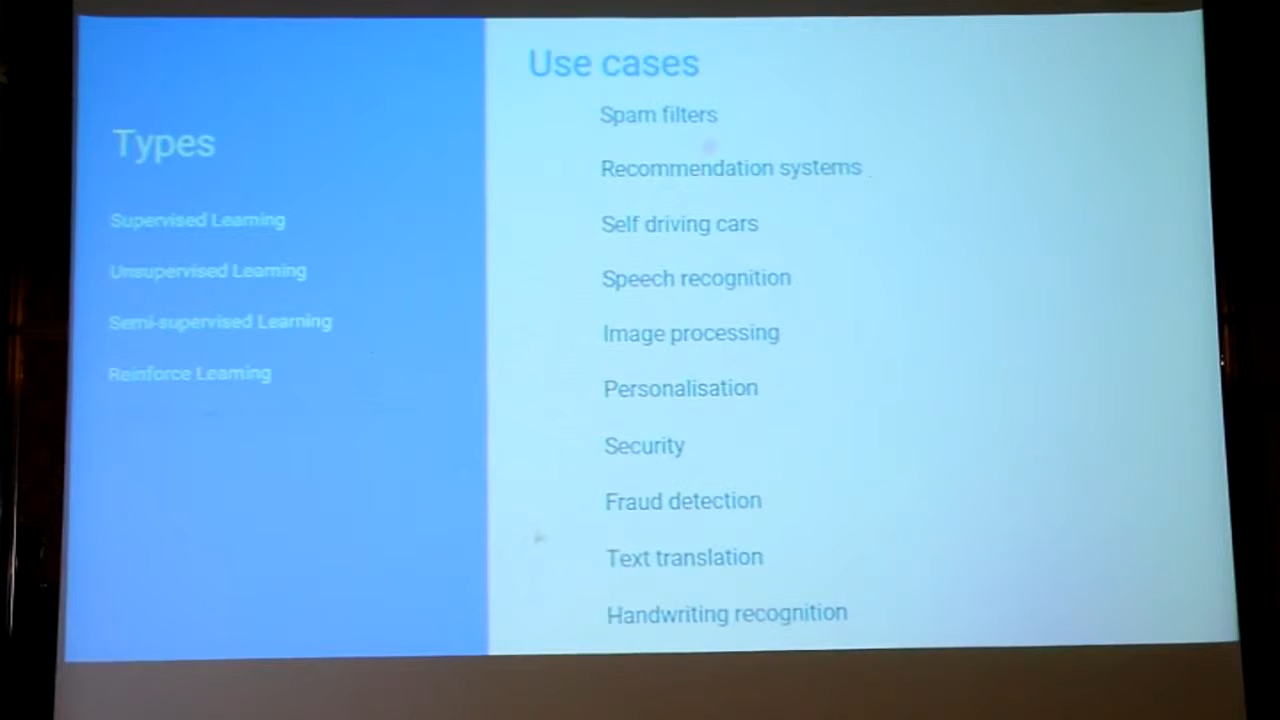 Types
Supervised Learning
Unsupervised Learning
Semi-supervised Learning
Reinforce Learning
Use cases
Spam filters
Recommendation systems
Self driving cars
Speech recognition
Image processing
Personalisation
Security
Fraud detection
Text translation
Handwriting recognition